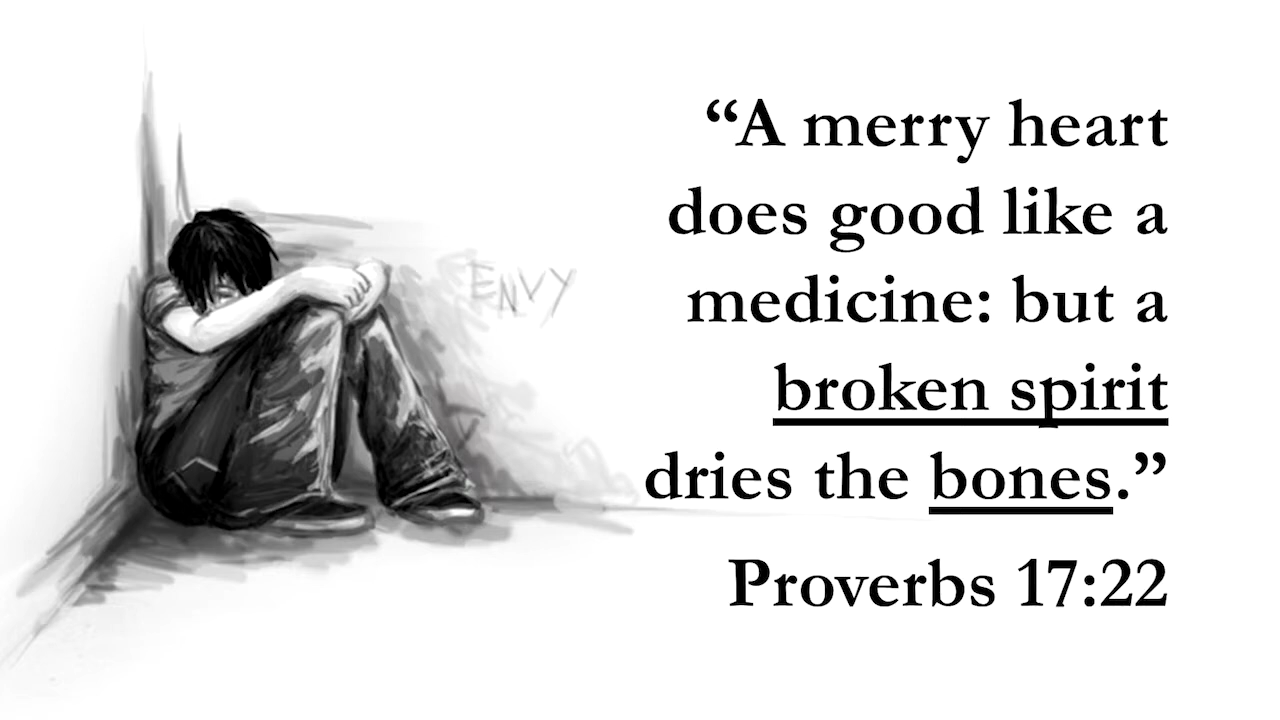 ENVY
“A merry heart
does good like a
medicine: but a
broken spirit
dries the bones.”
Proverbs 17:22